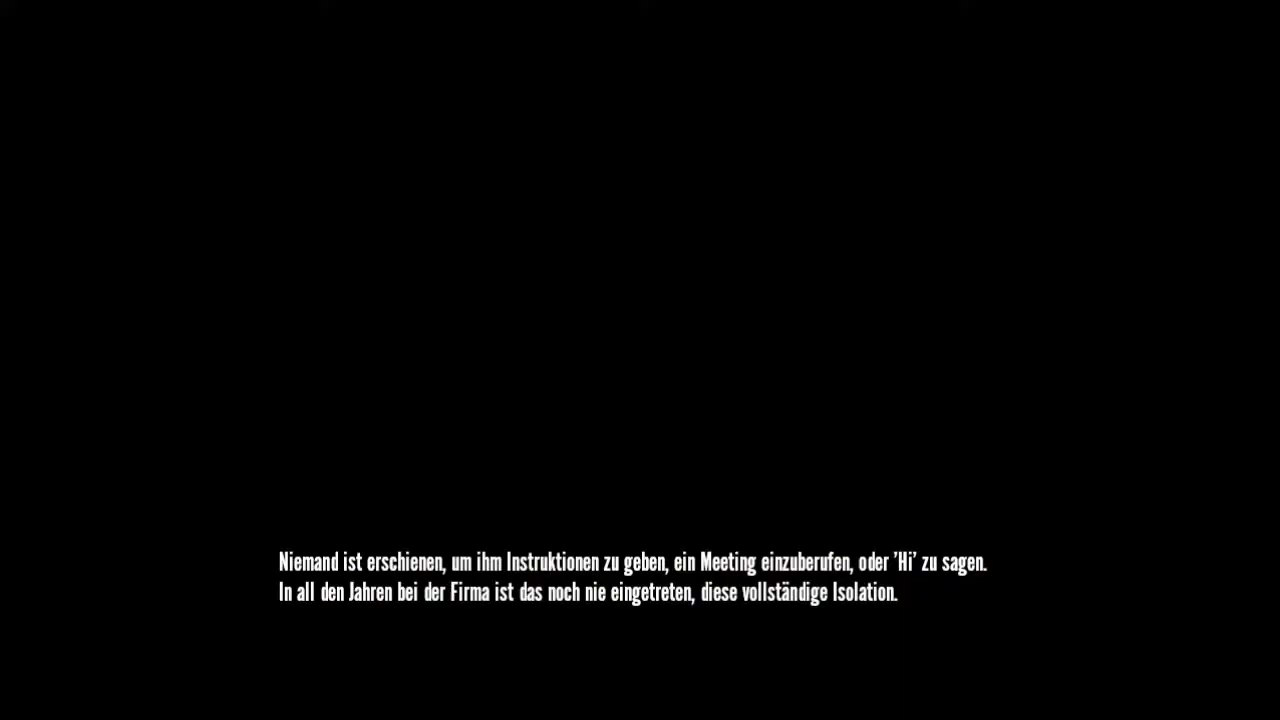 Niemand ist erschienen, um ihm Instruktionen zu geben, ein Meeting einzuberufen, oder 'Hi' zu sagen.
In all den Jahren bei der Firma ist das noch nie eingetreten, diese vollständige Isolation.